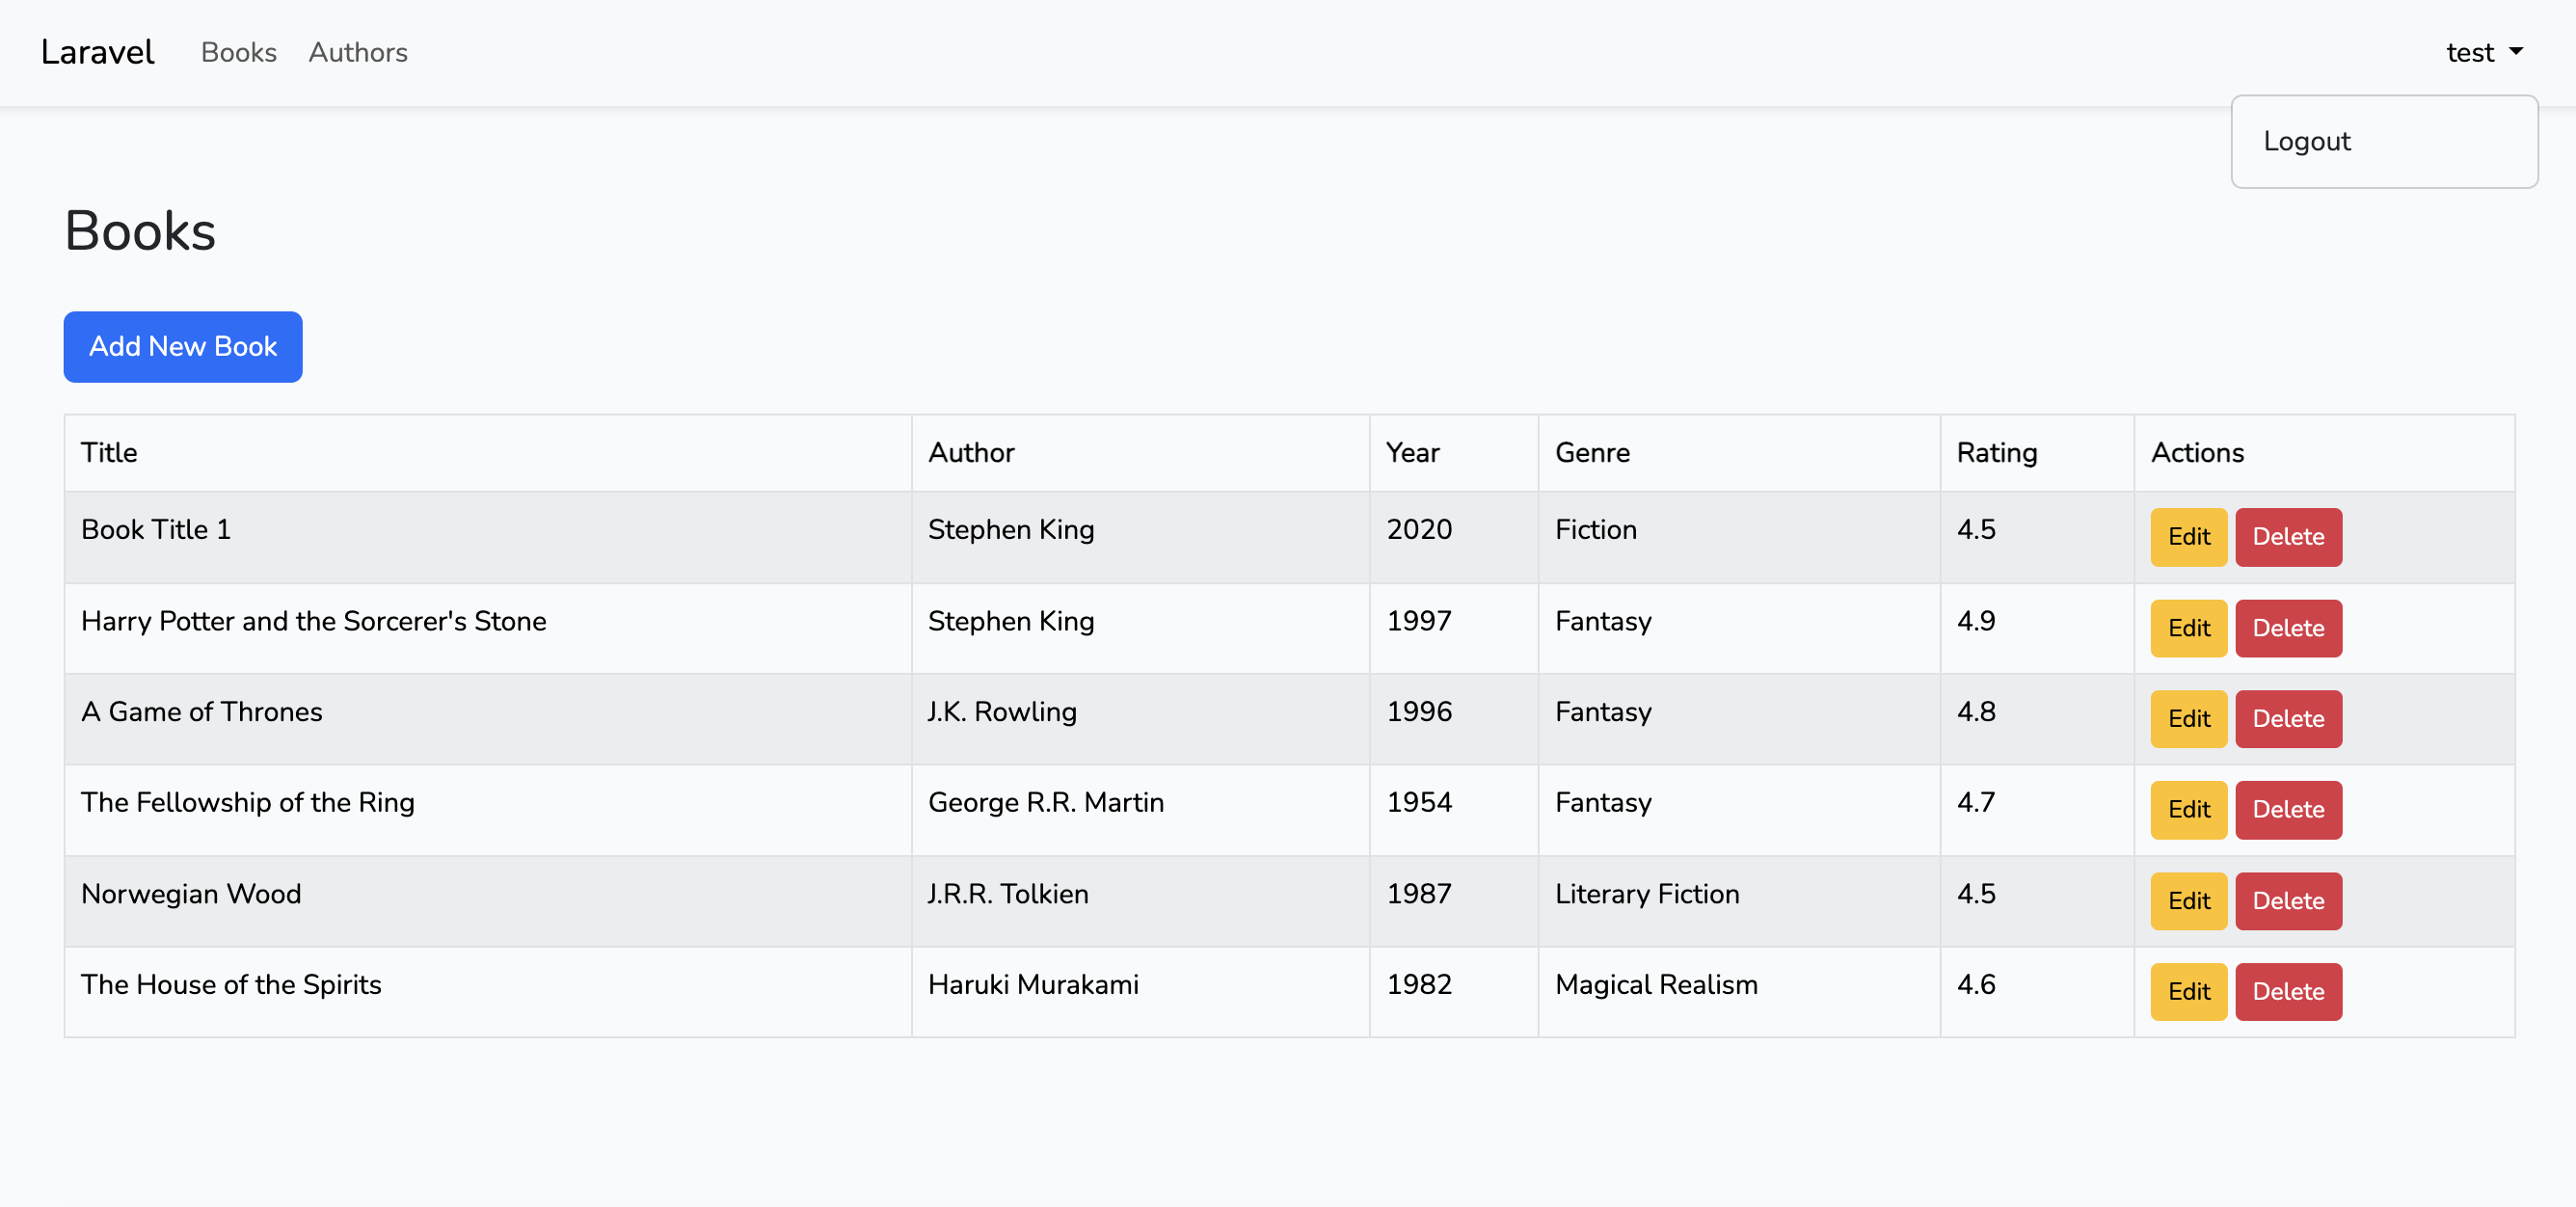 Laravel Books Authors test
Logout
Books
Add New Book
Title Author Year Genre Rating Actions
Book Title 1 Stephen King 2020 Fiction 4.5 Edit Delete
Harry Potter and the Sorcerer's Stone Stephen King 1997 Fantasy 4.9 Edit Delete
A Game of Thrones J.K. Rowling 1996 Fantasy 4.8 Edit Delete
The Fellowship of the Ring George R.R. Martin 1954 Fantasy 4.7 Edit Delete
Norwegian Wood J.R.R. Tolkien 1987 Literary Fiction 4.5 Edit Delete
The House of the Spirits Haruki Murakami 1982 Magical Realism 4.6 Edit Delete